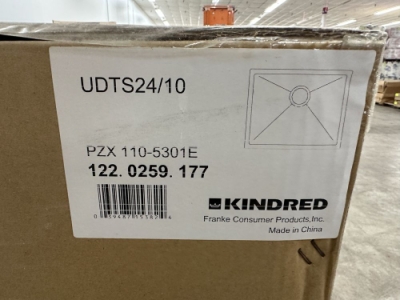 UDTS24/10
PZX 110-5301E
122. 0259. 177
KINDRED
Franke Consumer Products,Inc.
Made in China